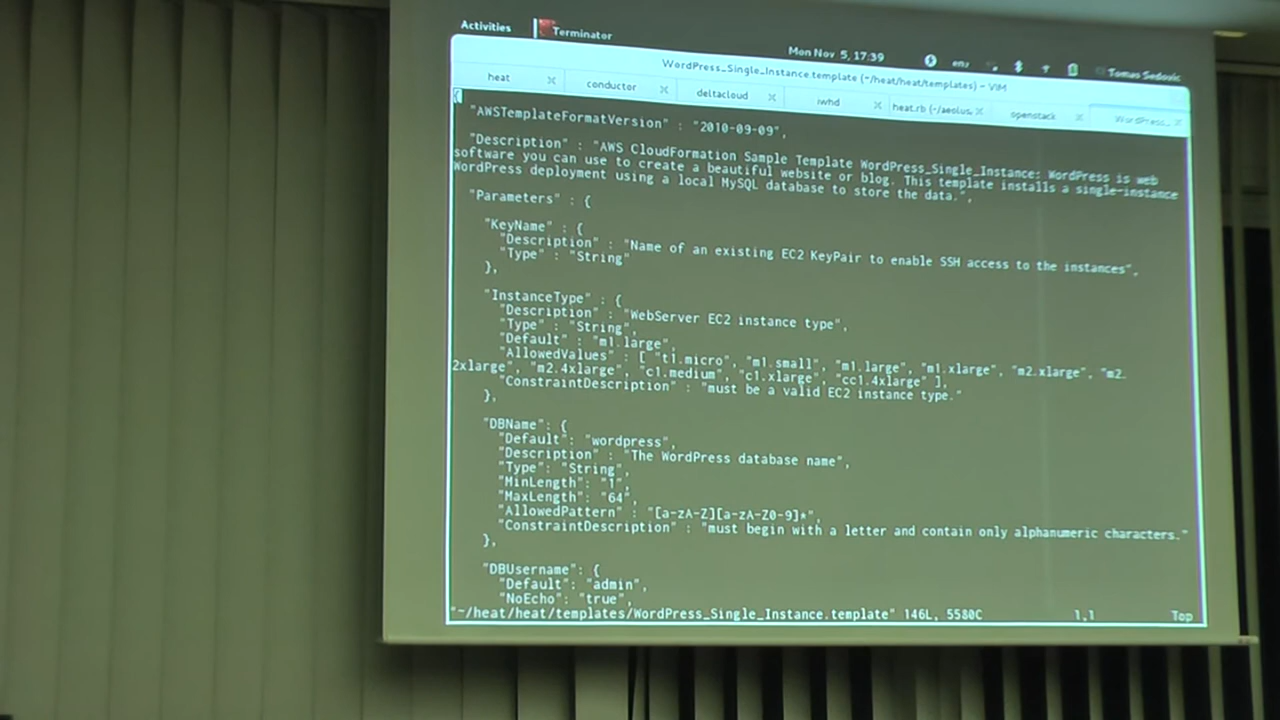 Activities
Terminator
Mon Nov 5, 17:39
Tomas Sedovic
WordPress_Single_Instance.template (~/heat/heat/templates) - VIM
heat
conductor
deltacloud
iwhd
heat.rb (~/aeolus
openstack
WordPress_
{
"AWSTemplateFormatVersion" : "2010-09-09",
"Description" : "AWS CloudFormation Sample Template WordPress_Single_Instance: WordPress is web
software you can use to create a beautiful website or blog. This template installs a single-instance
WordPress deployment using a local MySQL database to store the data.",
"Parameters" : {
"KeyName" : {
"Description" : "Name of an existing EC2 KeyPair to enable SSH access to the instances",
"Type" : "String"
},
"InstanceType" : {
"Description" : "WebServer EC2 instance type",
"Type" : "String",
"Default" : "m1.large",
"AllowedValues" : [ "t1.micro", "m1.small", "m1.large", "m1.xlarge", "m2.xlarge", "m2.
2xlarge", "m2.4xlarge", "c1.medium", "c1.xlarge", "cc1.4xlarge" ],
"ConstraintDescription" : "must be a valid EC2 instance type."
},
"DBName": {
"Default": "wordpress",
"Description" : "The WordPress database name",
"Type": "String",
"MinLength": "1",
"MaxLength": "64",
"AllowedPattern" : "[a-zA-Z][a-zA-Z0-9]*",
"ConstraintDescription" : "must begin with a letter and contain only alphanumeric characters."
},
"DBUsername": {
"Default": "admin",
"NoEcho": "true",
"~/heat/heat/templates/WordPress_Single_Instance.template" 146L, 5580C 1,1 Top